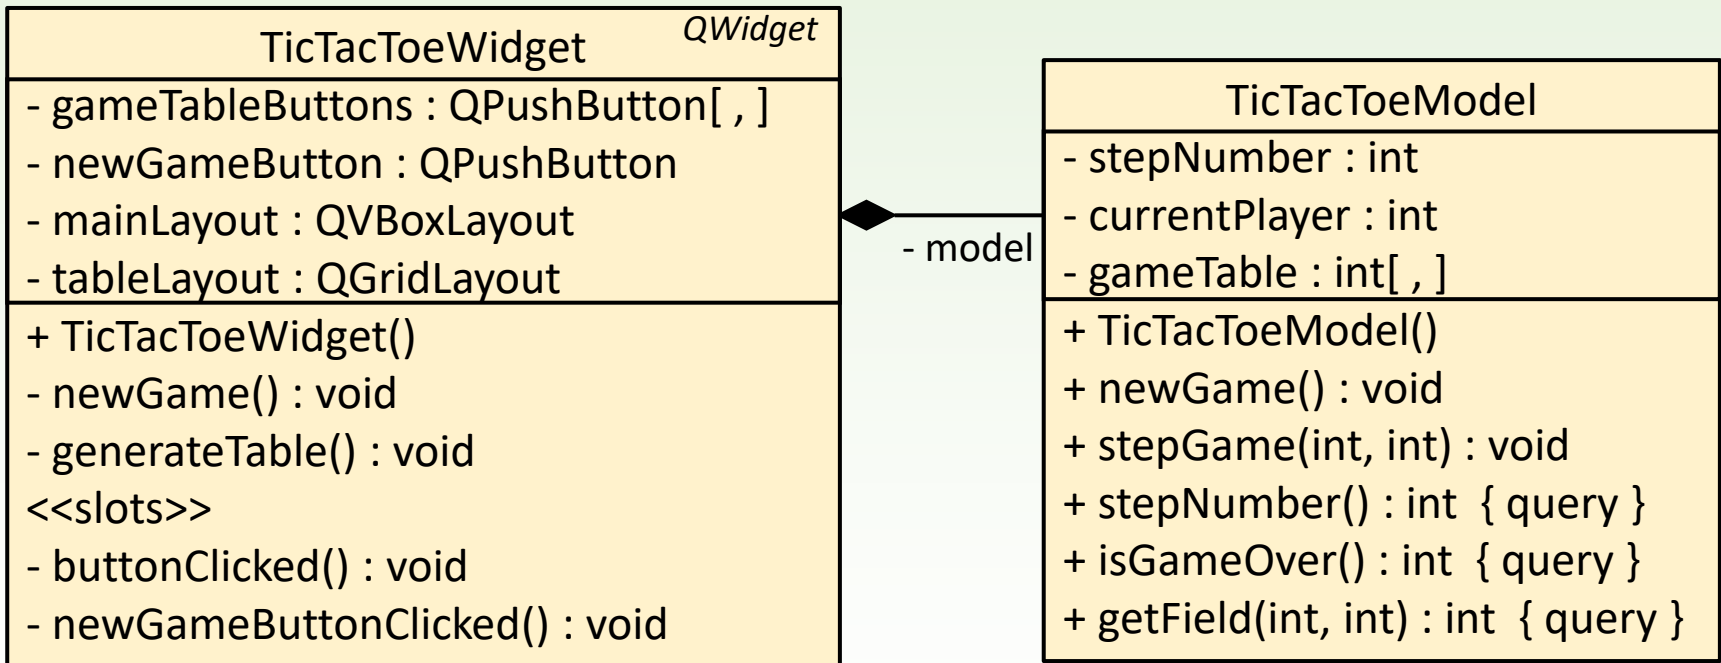 TicTacToeWidget
QWidget
- gameTableButtons : QPushButton[ , ]
- newGameButton : QPushButton
- mainLayout : QVBoxLayout
- tableLayout : QGridLayout
+ TicTacToeWidget()
- newGame() : void
- generateTable() : void
<<slots>>
- buttonClicked() : void
- newGameButtonClicked() : void
- model
TicTacToeModel
- stepNumber : int
- currentPlayer : int
- gameTable : int[ , ]
+ TicTacToeModel()
+ newGame() : void
+ stepGame(int, int) : void
+ stepNumber() : int { query }
+ isGameOver() : int { query }
+ getField(int, int) : int { query }